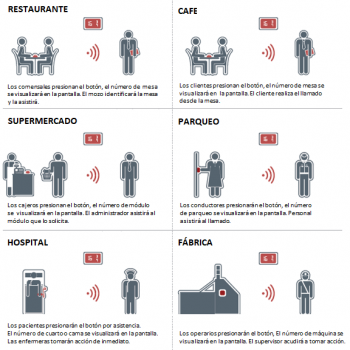 RESTAURANTE
Los comersales presionan el botón, el número de mesa
se visualizará en la pantalla. El mozo identificará la mesa
y la asistirá.
CAFE
Los clientes presionan el botón, el número de mesa se
visualizará en la pantalla. El cliente realiza el llamado
desde la mesa.
SUPERMERCADO
Los cajeros presionan el botón, el número de módulo
se visualizará en la pantalla. El administrador asistirá al
módulo que lo solicita.
PARQUEO
Los conductores presionarán el botón, el número
de parqueo se visualizará en la pantalla. Personal
asistirá al llamado.
HOSPITAL
Los pacientes presionarán el botón por asistencia.
El número de cuarto o cama se visualizará en la pantalla.
Las enfermeras tomarán acción de inmediato.
FÁBRICA
Los operarios presionarán el botón, El número de máquina se
visualizará en la pantalla. El supervisor acudirá a tomar acción.